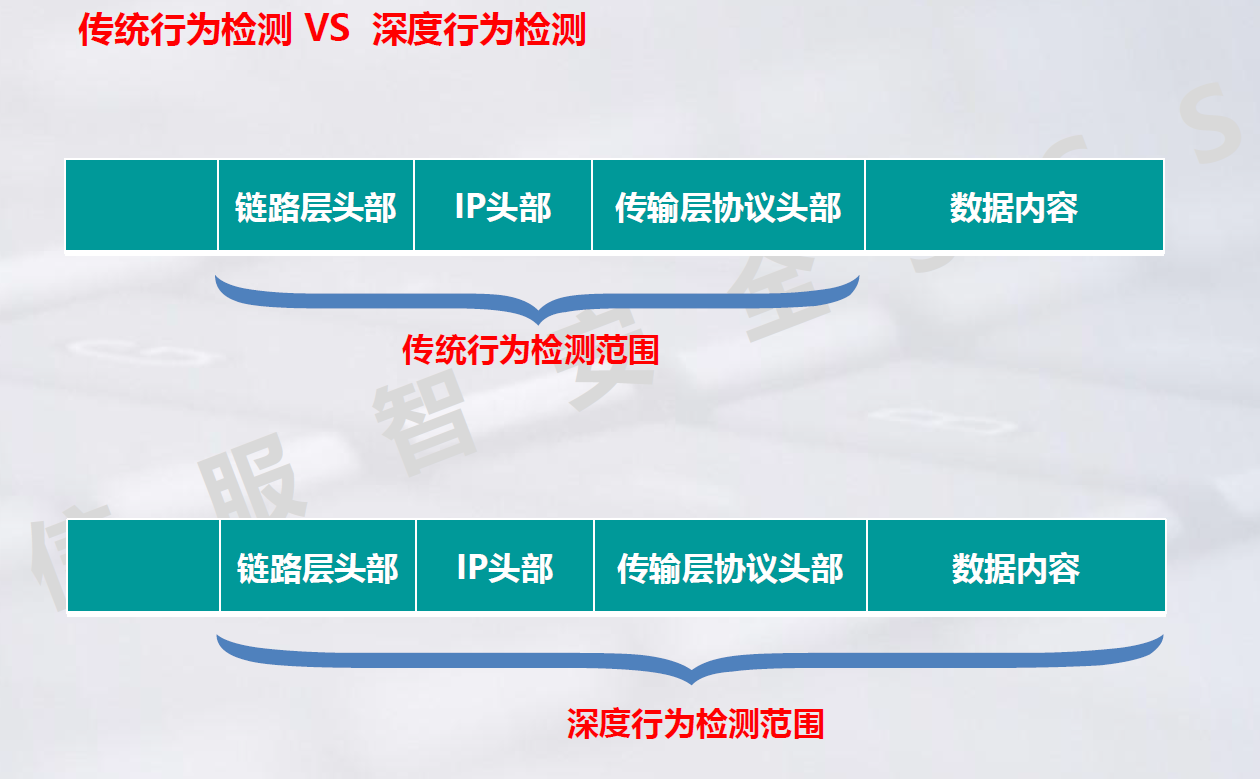 传统行为检测 VS 深度行为检测
链路层头部 IP头部 传输层协议头部 数据内容
传统行为检测范围
信服智安全
链路层头部 IP头部 传输层协议头部 数据内容
深度行为检测范围